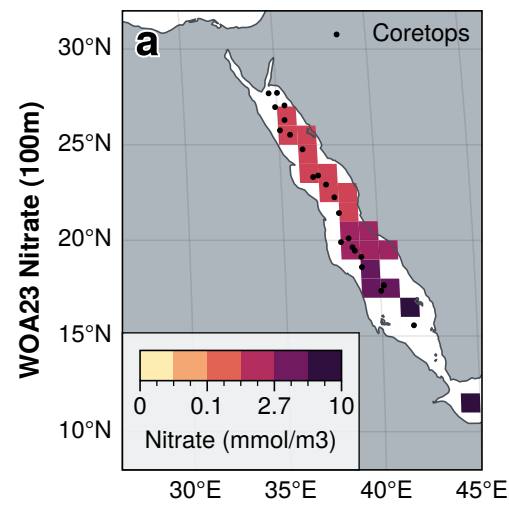 a
Coretops
30°N
25°N
20°N
15°N
10°N
WOA23 Nitrate (100m)
0 0.1 2.7 10
Nitrate (mmol/m3)
30°E 35°E 40°E 45°E